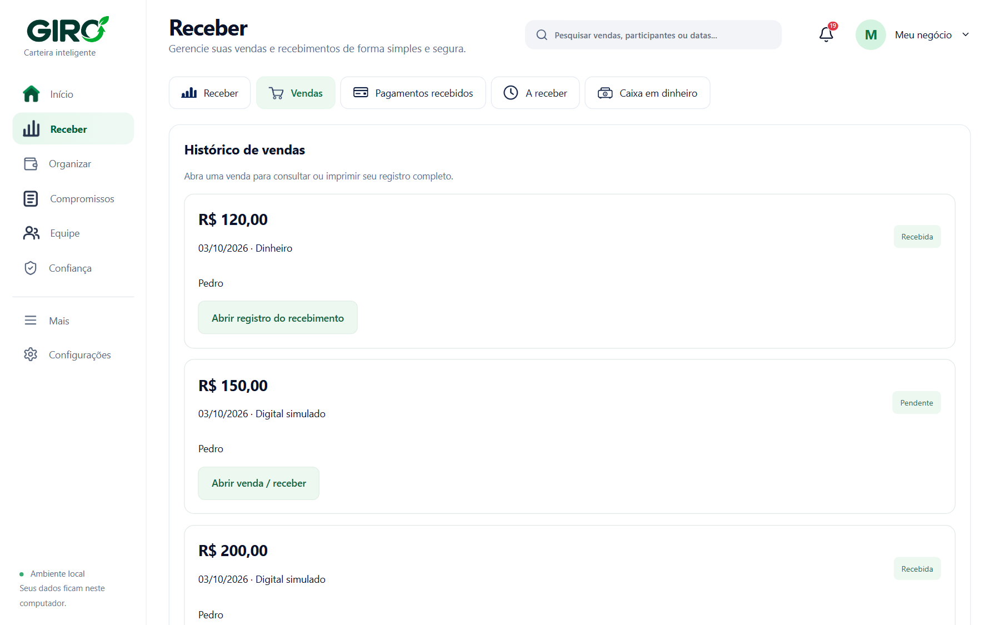 GIRO
Carteira inteligente
Início
Receber
Organizar
Compromissos
Equipe
Confiança
Mais
Configurações
Ambiente local
Seus dados ficam neste
computador.
Receber
Gerencie suas vendas e recebimentos de forma simples e segura.
Pesquisar vendas, participantes ou datas...
19
M
Meu negócio
Receber
Vendas
Pagamentos recebidos
A receber
Caixa em dinheiro
Histórico de vendas
Abra uma venda para consultar ou imprimir seu registro completo.
R$ 120,00
03/10/2026 · Dinheiro
Recebida
Pedro
Abrir registro do recebimento
R$ 150,00
03/10/2026 · Digital simulado
Pendente
Pedro
Abrir venda / receber
R$ 200,00
03/10/2026 · Digital simulado
Recebida
Pedro